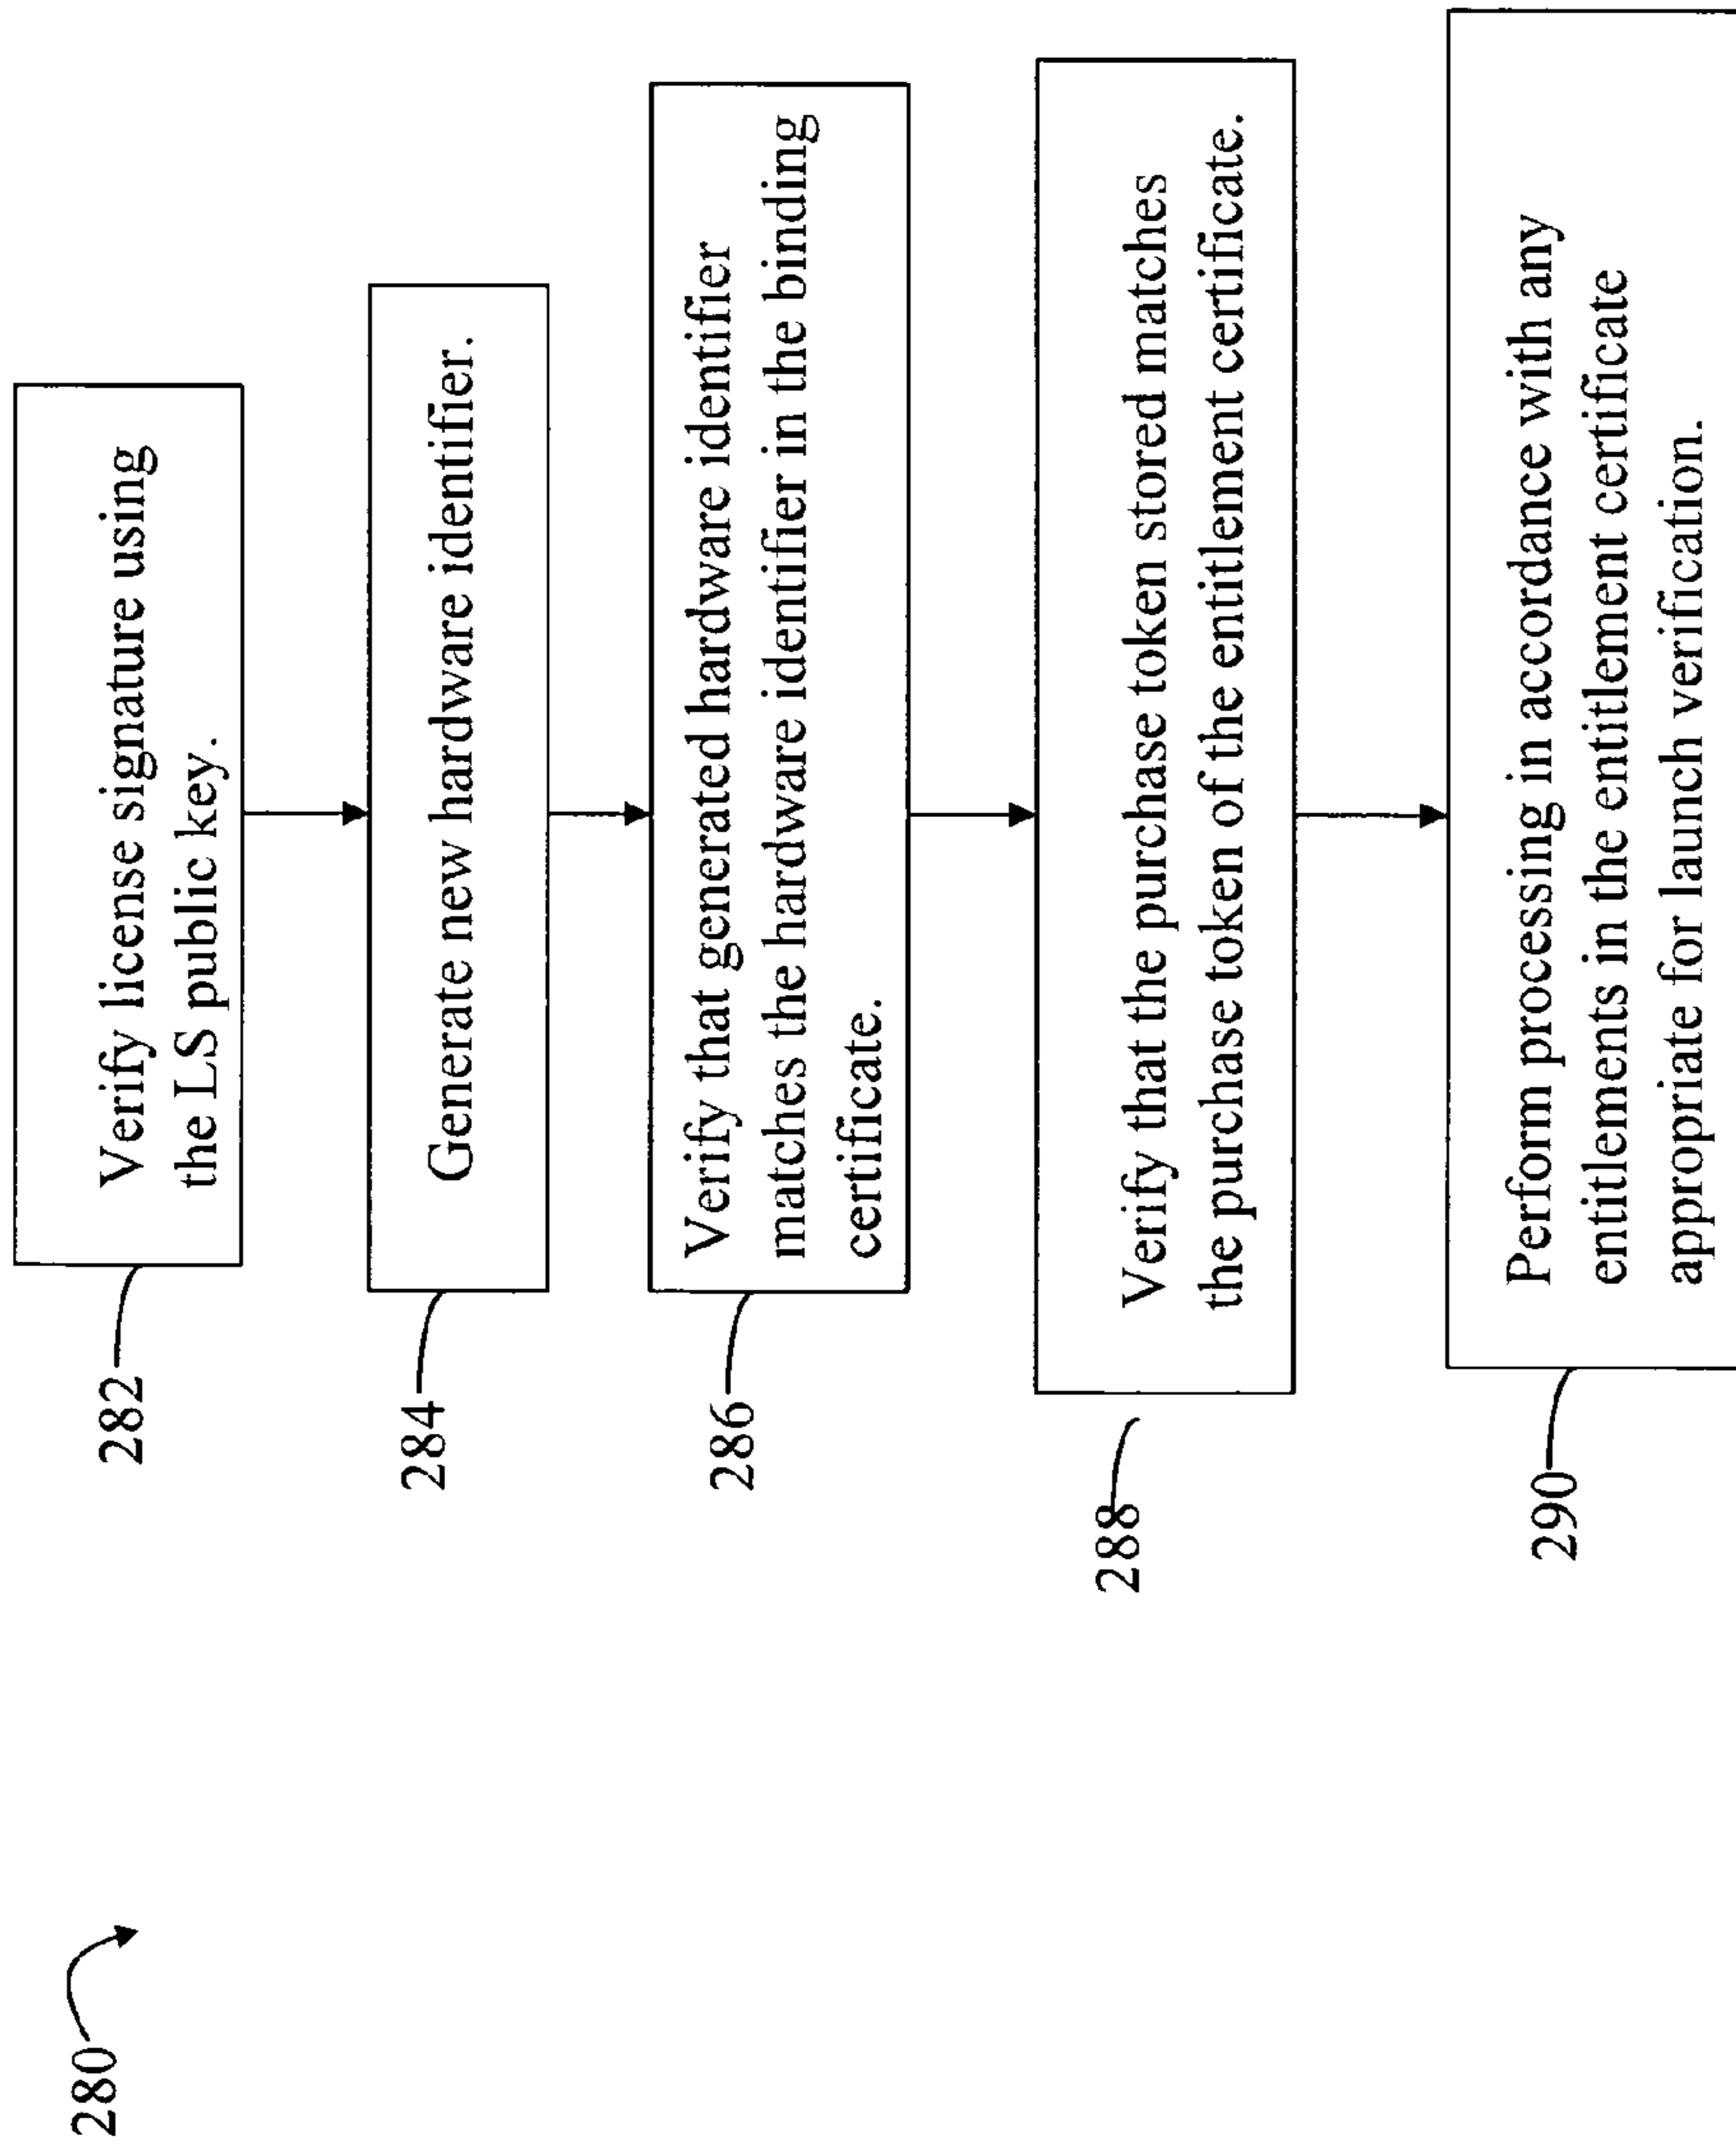 280
282
Verify license signature using
the LS public key.
284
Generate new hardware identifier.
286
Verify that generated hardware identifier
matches the hardware identifier in the binding
certificate.
288
Verify that the purchase token stored matches
the purchase token of the entitlement certificate.
290
Perform processing in accordance with any
entitlements in the entitlement certificate
appropriate for launch verification.